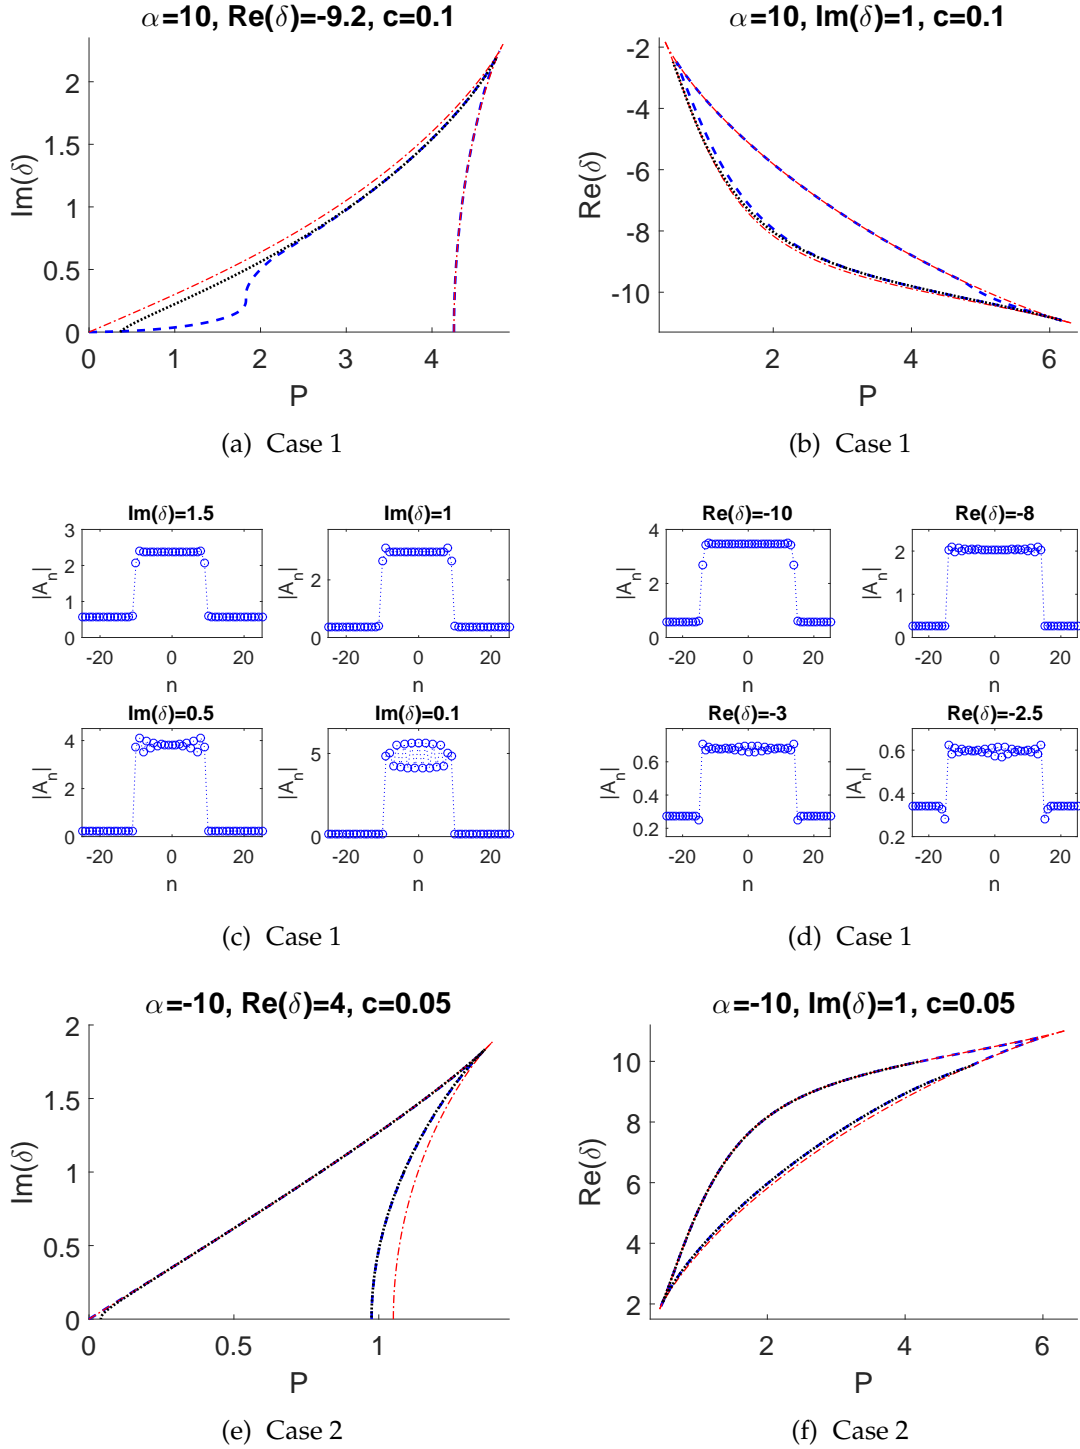 α=10, Re(δ)=-9.2, c=0.1
Im(δ)
2
1.5
1
0.5
0
0 1 2 3 4
P
(a) Case 1
α=10, Im(δ)=1, c=0.1
Re(δ)
-2
-4
-6
-8
-10
2 4 6
P
(b) Case 1
Im(δ)=1.5
|A_n|
3
2
1
0
-20 0 20
n
Im(δ)=1
|A_n|
2
0
-20 0 20
n
Im(δ)=0.5
|A_n|
4
2
0
-20 0 20
n
Im(δ)=0.1
|A_n|
5
0
-20 0 20
n
(c) Case 1
Re(δ)=-10
|A_n|
4
2
0
-20 0 20
n
Re(δ)=-8
|A_n|
2
1
0
-20 0 20
n
Re(δ)=-3
|A_n|
0.6
0.4
0.2
-20 0 20
n
Re(δ)=-2.5
|A_n|
0.6
0.4
0.2
-20 0 20
n
(d) Case 1
α=-10, Re(δ)=4, c=0.05
Im(δ)
2
1.5
1
0.5
0
0 0.5 1
P
(e) Case 2
α=-10, Im(δ)=1, c=0.05
Re(δ)
10
8
6
4
2
2 4 6
P
(f) Case 2